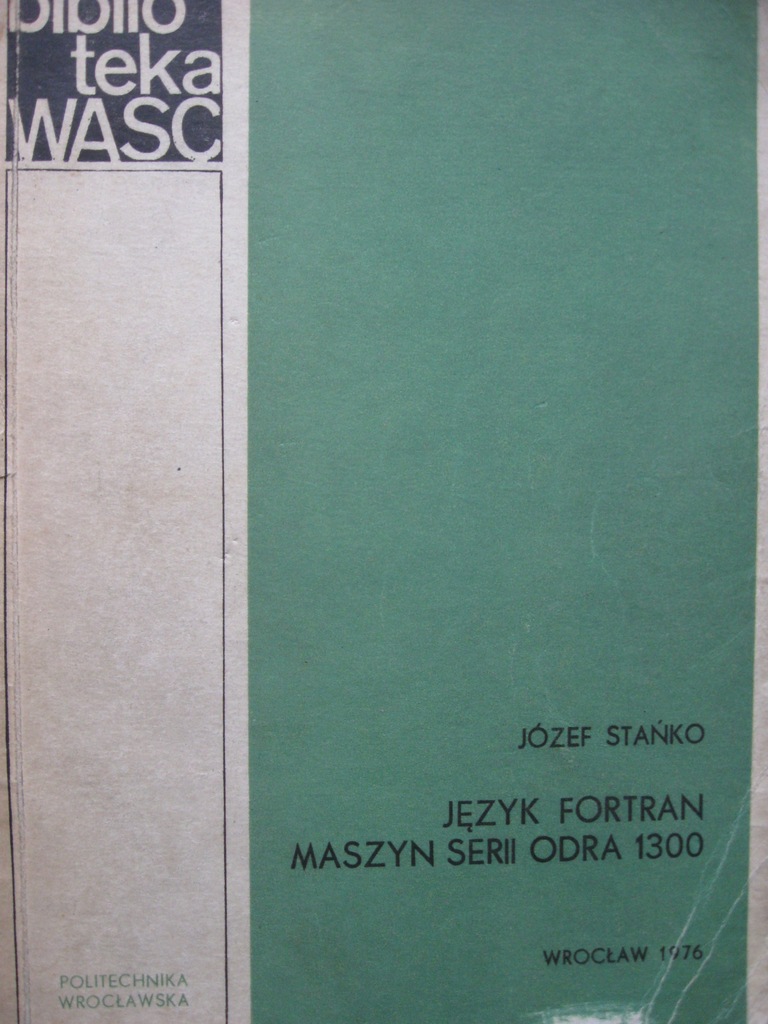 biblio
teka
WASC
JÓZEF STAŃKO
JĘZYK FORTRAN
MASZYN SERII ODRA 1300
WROCŁAW 1976
POLITECHNIKA
WROCŁAWSKA